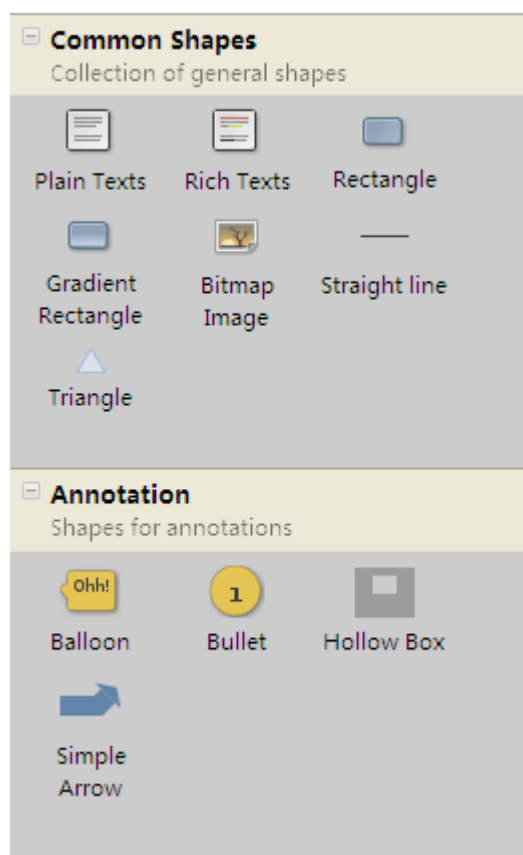 Common Shapes
Collection of general shapes
Plain Texts Rich Texts Rectangle
Gradient Rectangle
Bitmap Image
Straight line
Triangle
Annotation
Shapes for annotations
Ohh!
1
Balloon Bullet Hollow Box
Simple
Arrow